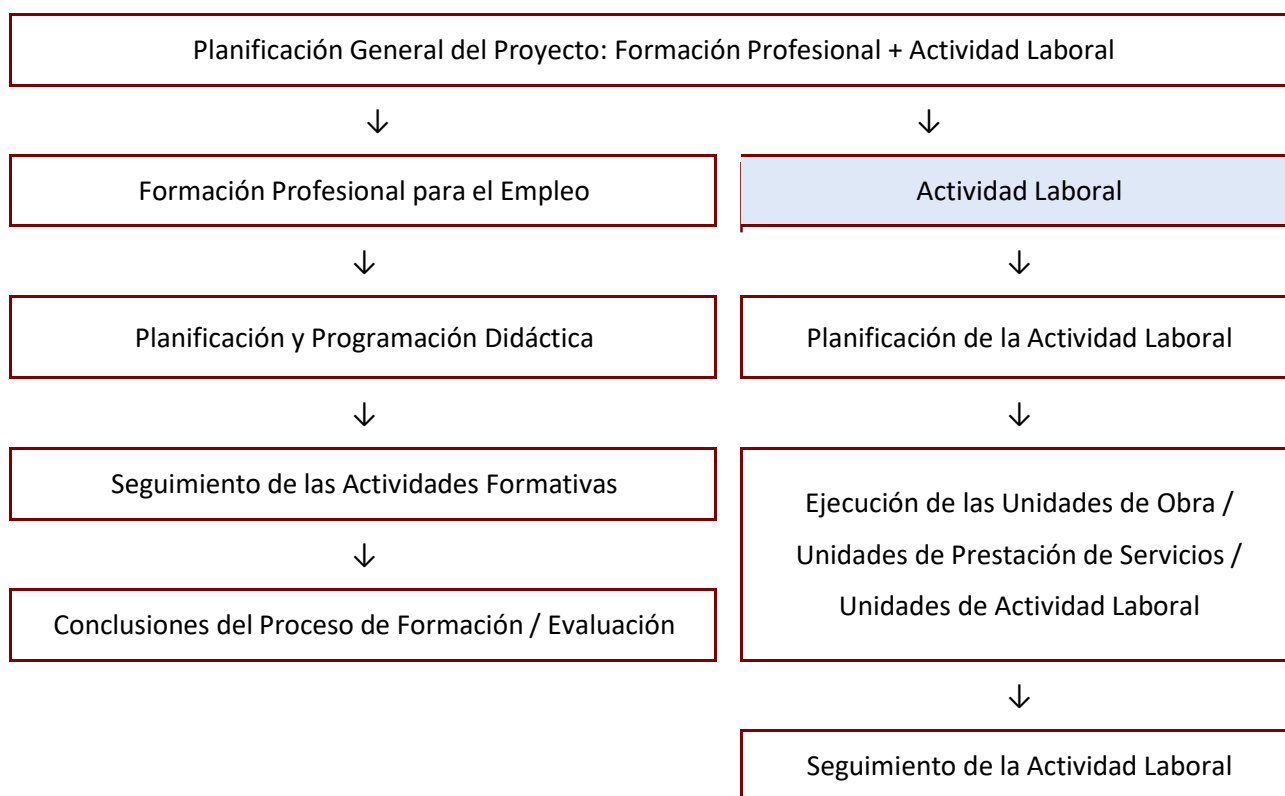 Planificación General del Proyecto: Formación Profesional + Actividad Laboral
↓ ↓
Formación Profesional para el Empleo
Actividad Laboral
↓ ↓
Planificación y Programación Didáctica
Planificación de la Actividad Laboral
↓ ↓
Seguimiento de las Actividades Formativas
↓
Conclusiones del Proceso de Formación / Evaluación
Ejecución de las Unidades de Obra /
Unidades de Prestación de Servicios /
Unidades de Actividad Laboral
↓
Seguimiento de la Actividad Laboral